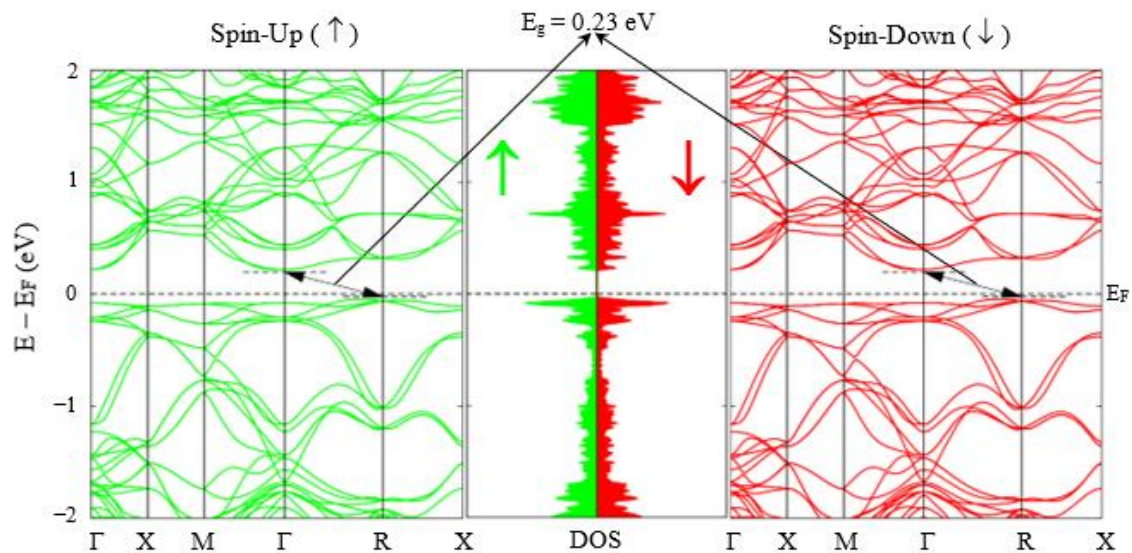 E_g = 0.23 eV
Spin-Up (↑)
Spin-Down (↓)
2
1
0
−1
−2
E − E_F (eV)
E_F
Γ X M Γ R X
DOS
Γ X M Γ R X